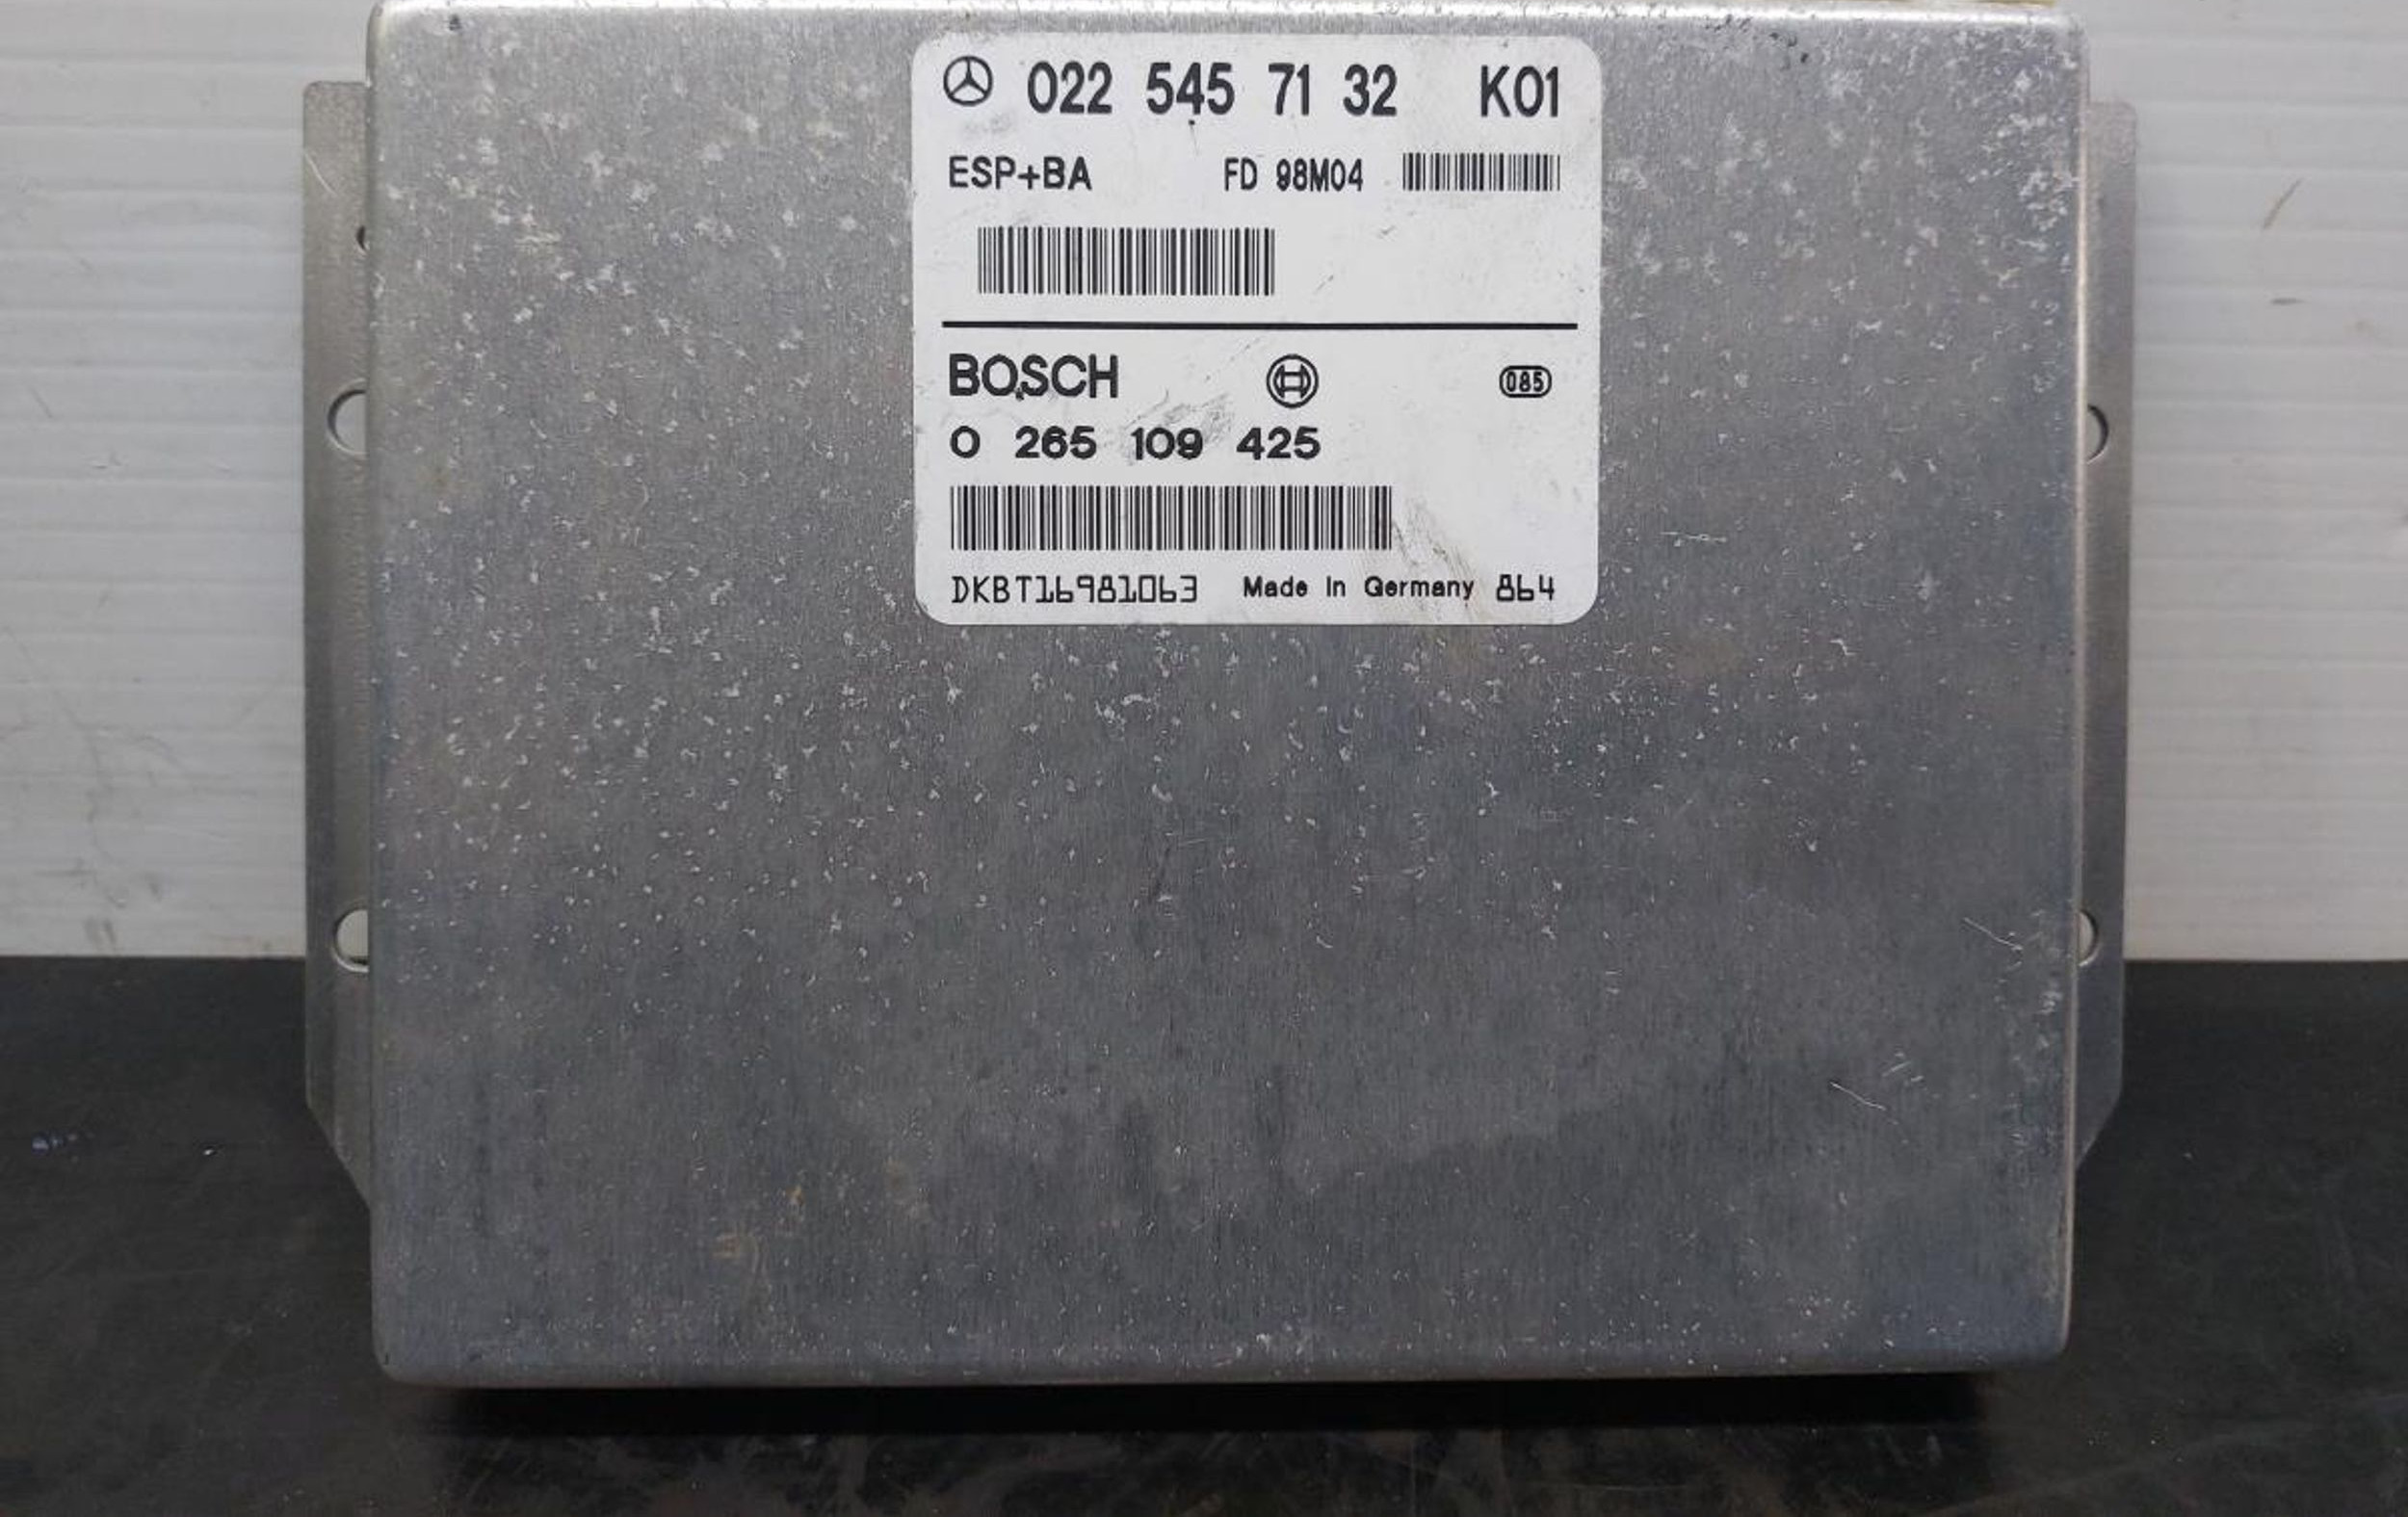 022 545 71 32 K01
ESP+BA FD 98M04
BOSCH 085
0 265 109 425
DKBT16981063 Made in Germany 864